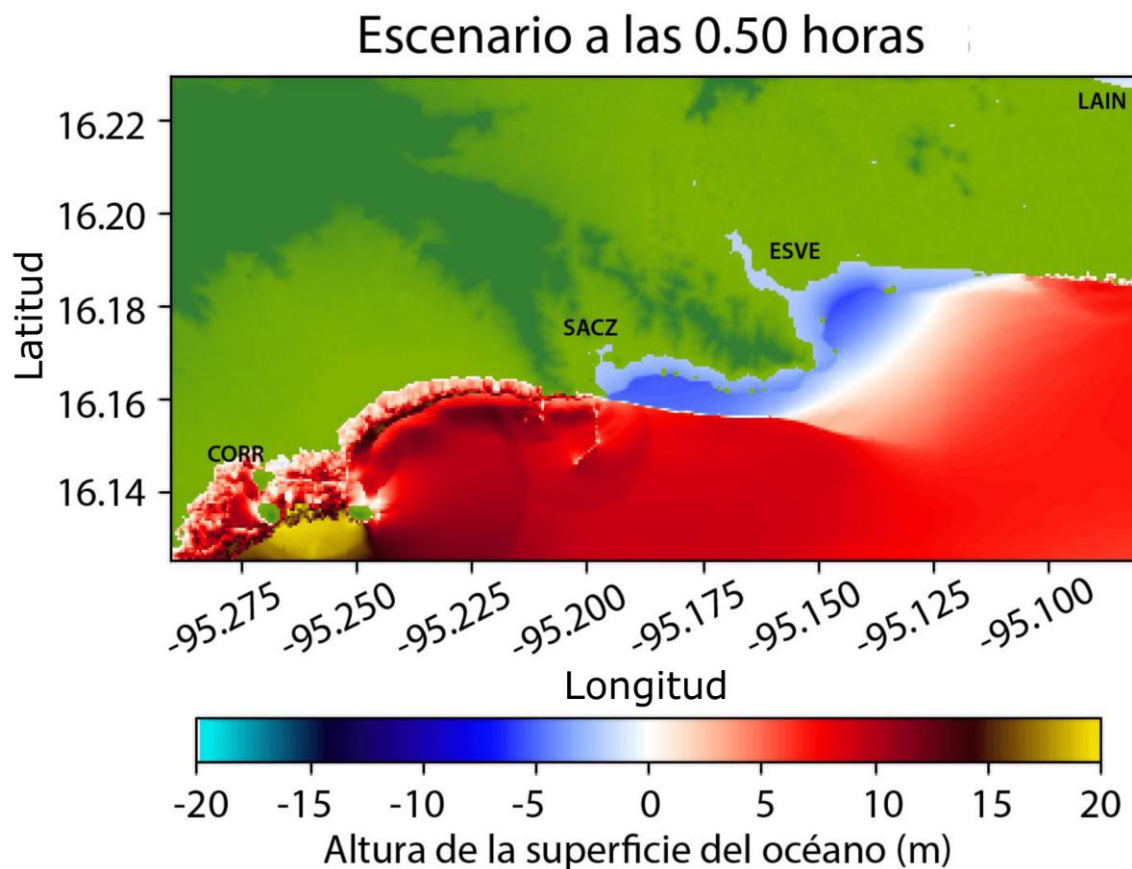 Escenario a las 0.50 horas
LAIN
16.22
16.20
ESVE
16.18
SACZ
16.16
CORR
16.14
Latitud
-95.275 -95.250 -95.225 -95.200 -95.175 -95.150 -95.125 -95.100
Longitud
-20 -15 -10 -5 0 5 10 15 20
Altura de la superficie del océano (m)